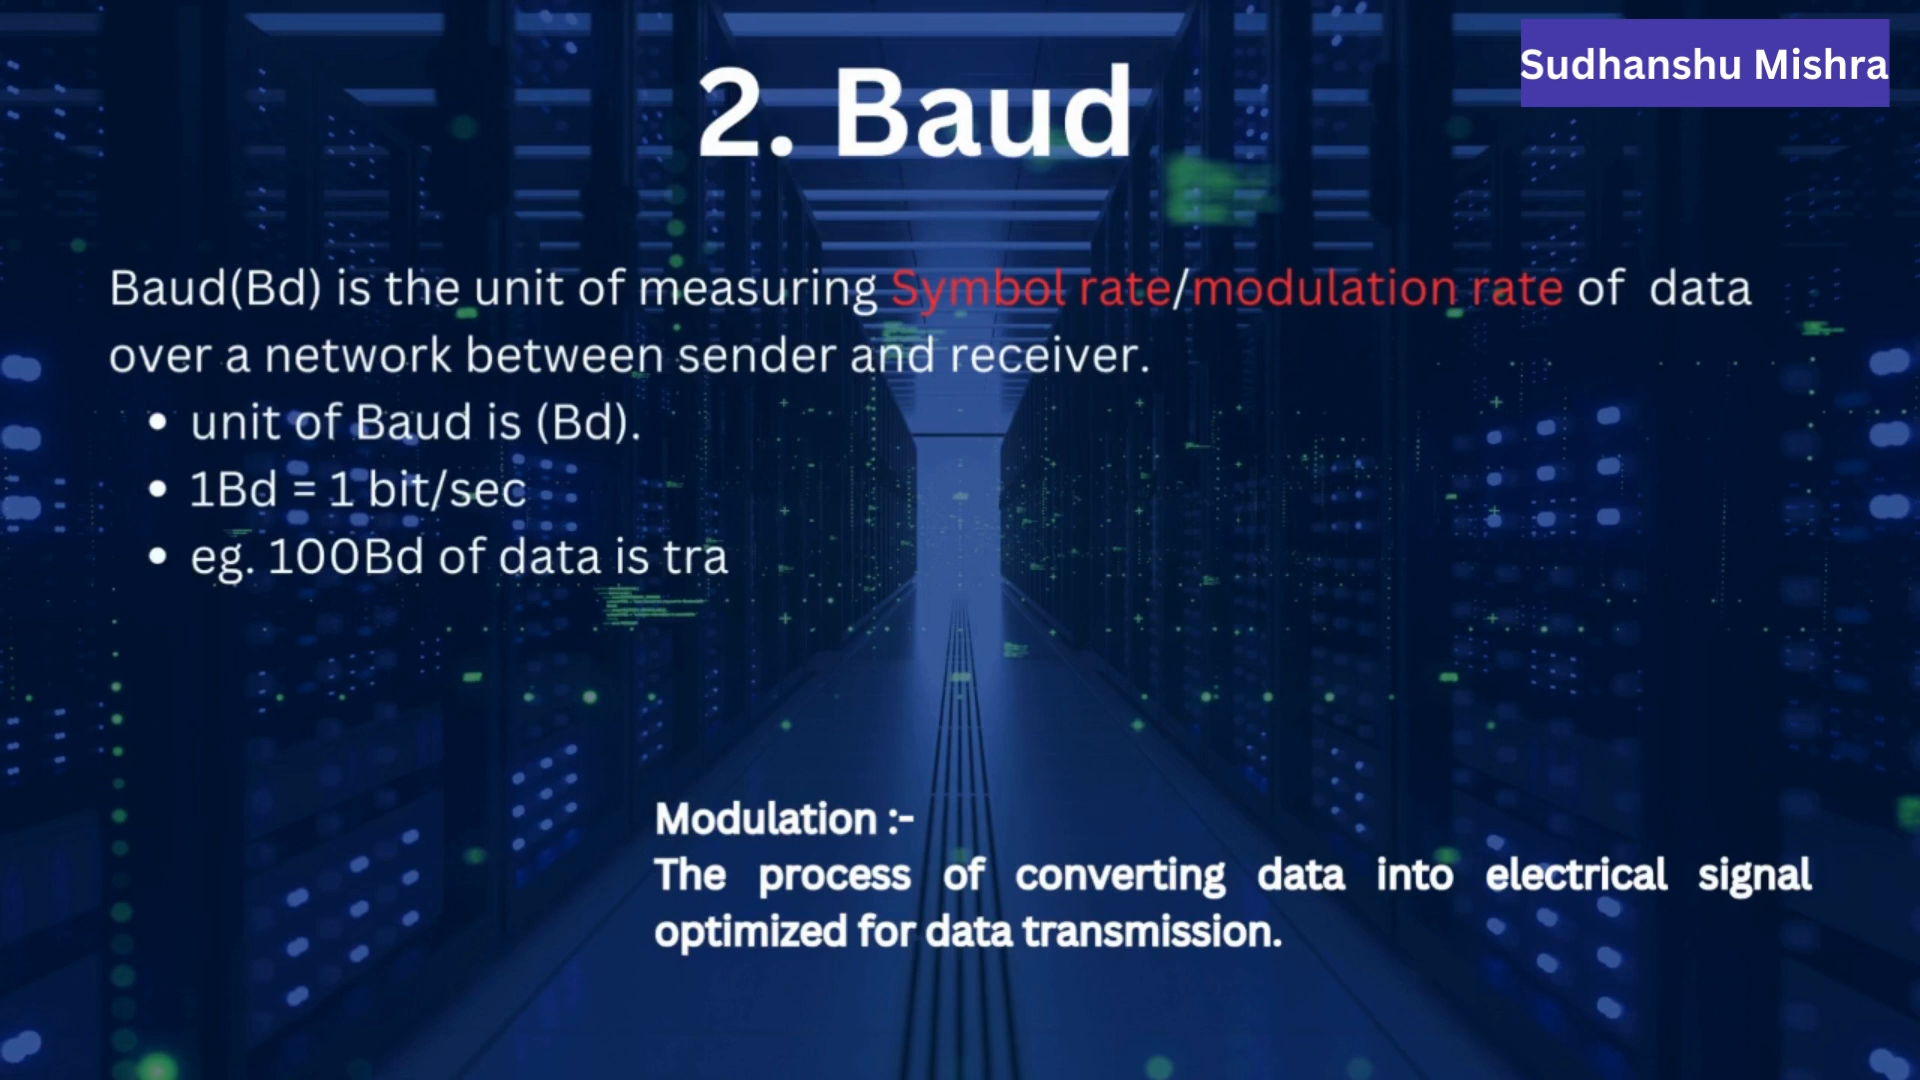 Sudhanshu Mishra
2. Baud
Baud(Bd) is the unit of measuring Symbol rate/modulation rate of data
over a network between sender and receiver.
• unit of Baud is (Bd).
• 1Bd = 1 bit/sec
• eg. 100Bd of data is tra
Modulation :-
The process of converting data into electrical signal
optimized for data transmission.